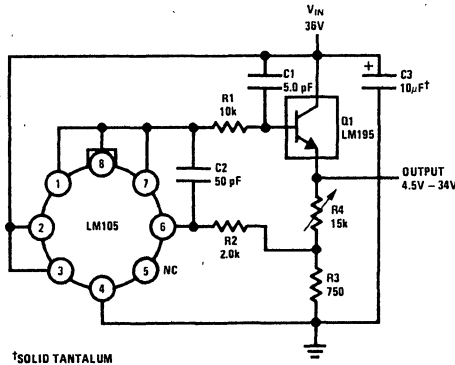 VIN
36V
C1
5.0 pF
+
C3
10μF†
R1
10k
Q1
LM195
8
1
7
C2
50 pF
OUTPUT
4.5V – 34V
R4
15k
2
LM105
6
R2
2.0k
3
5
NC
4
R3
750
†SOLID TANTALUM